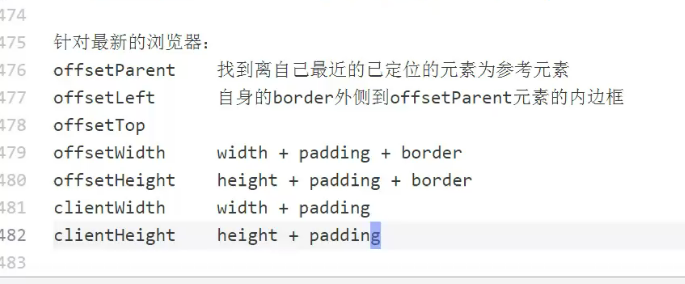 474
475 针对最新的浏览器：
476 offsetParent 找到离自己最近的已定位的元素为参考元素
477 offsetLeft 自身的border外侧到offsetParent元素的内边框
478 offsetTop
479 offsetWidth width + padding + border
480 offsetHeight height + padding + border
481 clientWidth width + padding
482 clientHeight height + padding
483